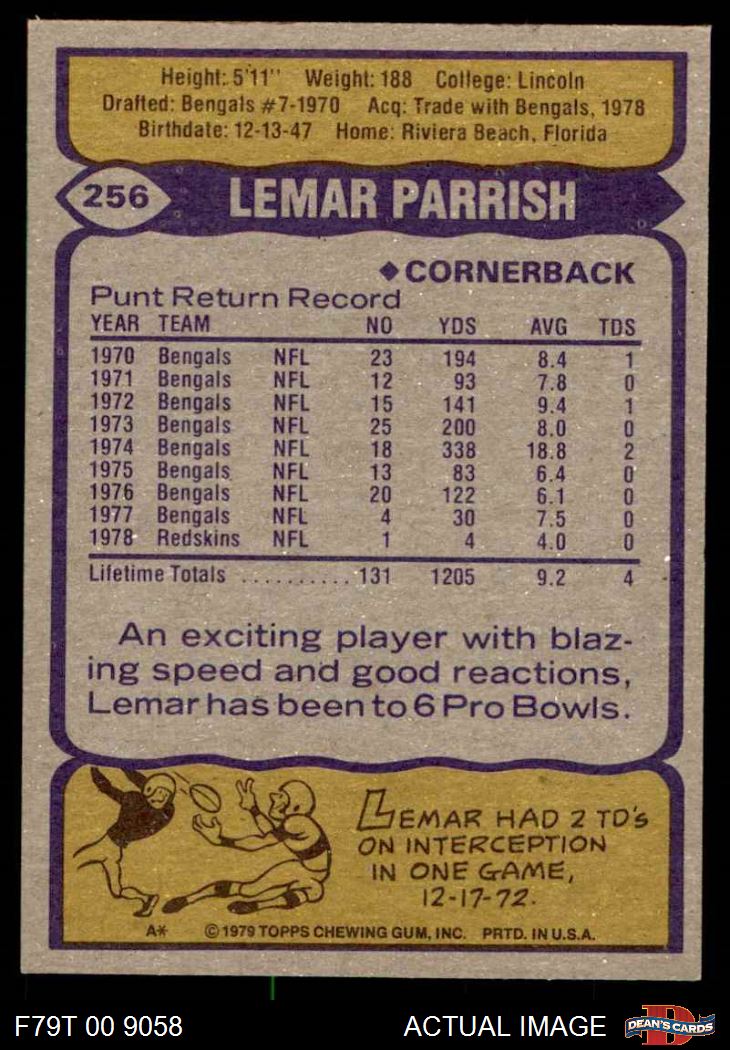 Height: 5'11" Weight: 188 College: Lincoln
Drafted: Bengals #7-1970 Acq: Trade with Bengals, 1978
Birthdate: 12-13-47 Home: Riviera Beach, Florida
256 LEMAR PARRISH
◆CORNERBACK
Punt Return Record
YEAR TEAM NO YDS AVG TDS
1970 Bengals NFL 23 194 8.4 1
1971 Bengals NFL 12 93 7.8 0
1972 Bengals NFL 15 141 9.4 1
1973 Bengals NFL 25 200 8.0 0
1974 Bengals NFL 18 338 18.8 2
1975 Bengals NFL 13 83 6.4 0
1976 Bengals NFL 20 122 6.1 0
1977 Bengals NFL 4 30 7.5 0
1978 Redskins NFL 1 4 4.0 0
Lifetime Totals .......... 131 1205 9.2 4
An exciting player with blaz-
ing speed and good reactions,
Lemar has been to 6 Pro Bowls.
LEMAR HAD 2 TD'S
ON INTERCEPTION
IN ONE GAME,
12-17-72.
A* ©1979 TOPPS CHEWING GUM, INC. PRTD. IN U.S.A.
F79T 00 9058 ACTUAL IMAGE D DEAN'S CARDS